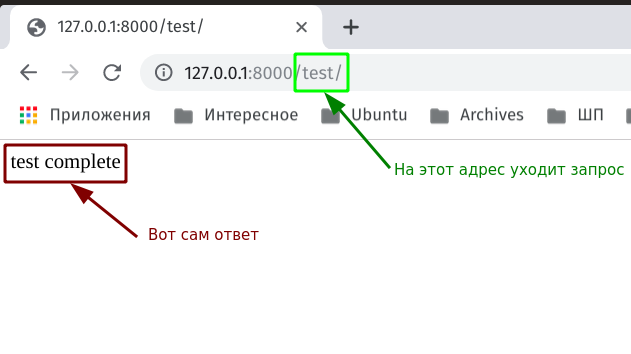 127.0.0.1:8000/test/
127.0.0.1:8000/test/
Приложения Интересное Ubuntu Archives ШП
test complete
На этот адрес уходит запрос
Вот сам ответ